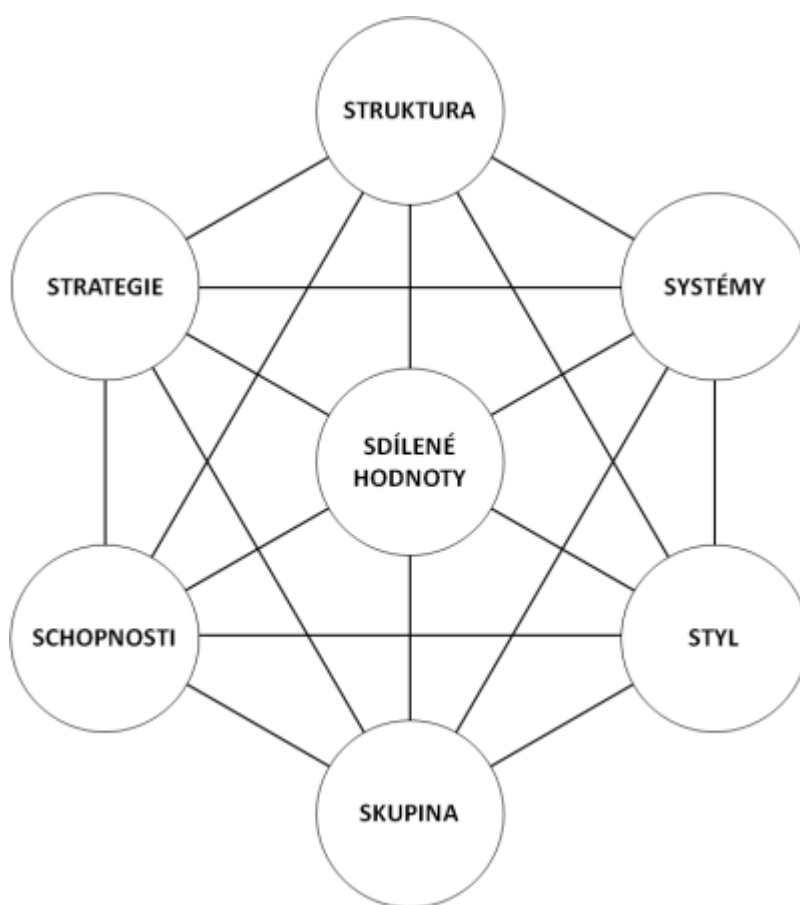 STRUKTURA
STRATEGIE
SYSTÉMY
SDÍLENÉ
HODNOTY
SCHOPNOSTI
STYL
SKUPINA